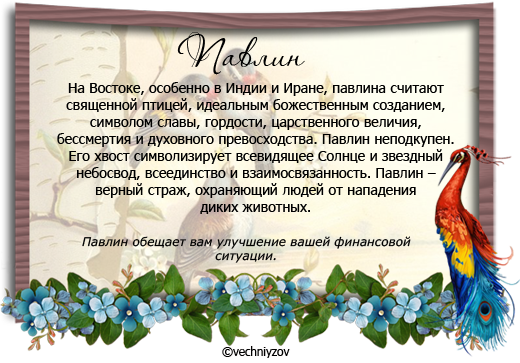 Павлин
На Востоке, особенно в Индии и Иране, павлина считают
священной птицей, идеальным божественным созданием,
символом славы, гордости, царственного величия,
бессмертия и духовного превосходства. Павлин неподкупен.
Его хвост символизирует всевидящее Солнце и звездный
небосвод, всеединство и взаимосвязанность. Павлин –
верный страж, охраняющий людей от нападения
диких животных.
Павлин обещает вам улучшение вашей финансовой
ситуации.
©vechniyzov